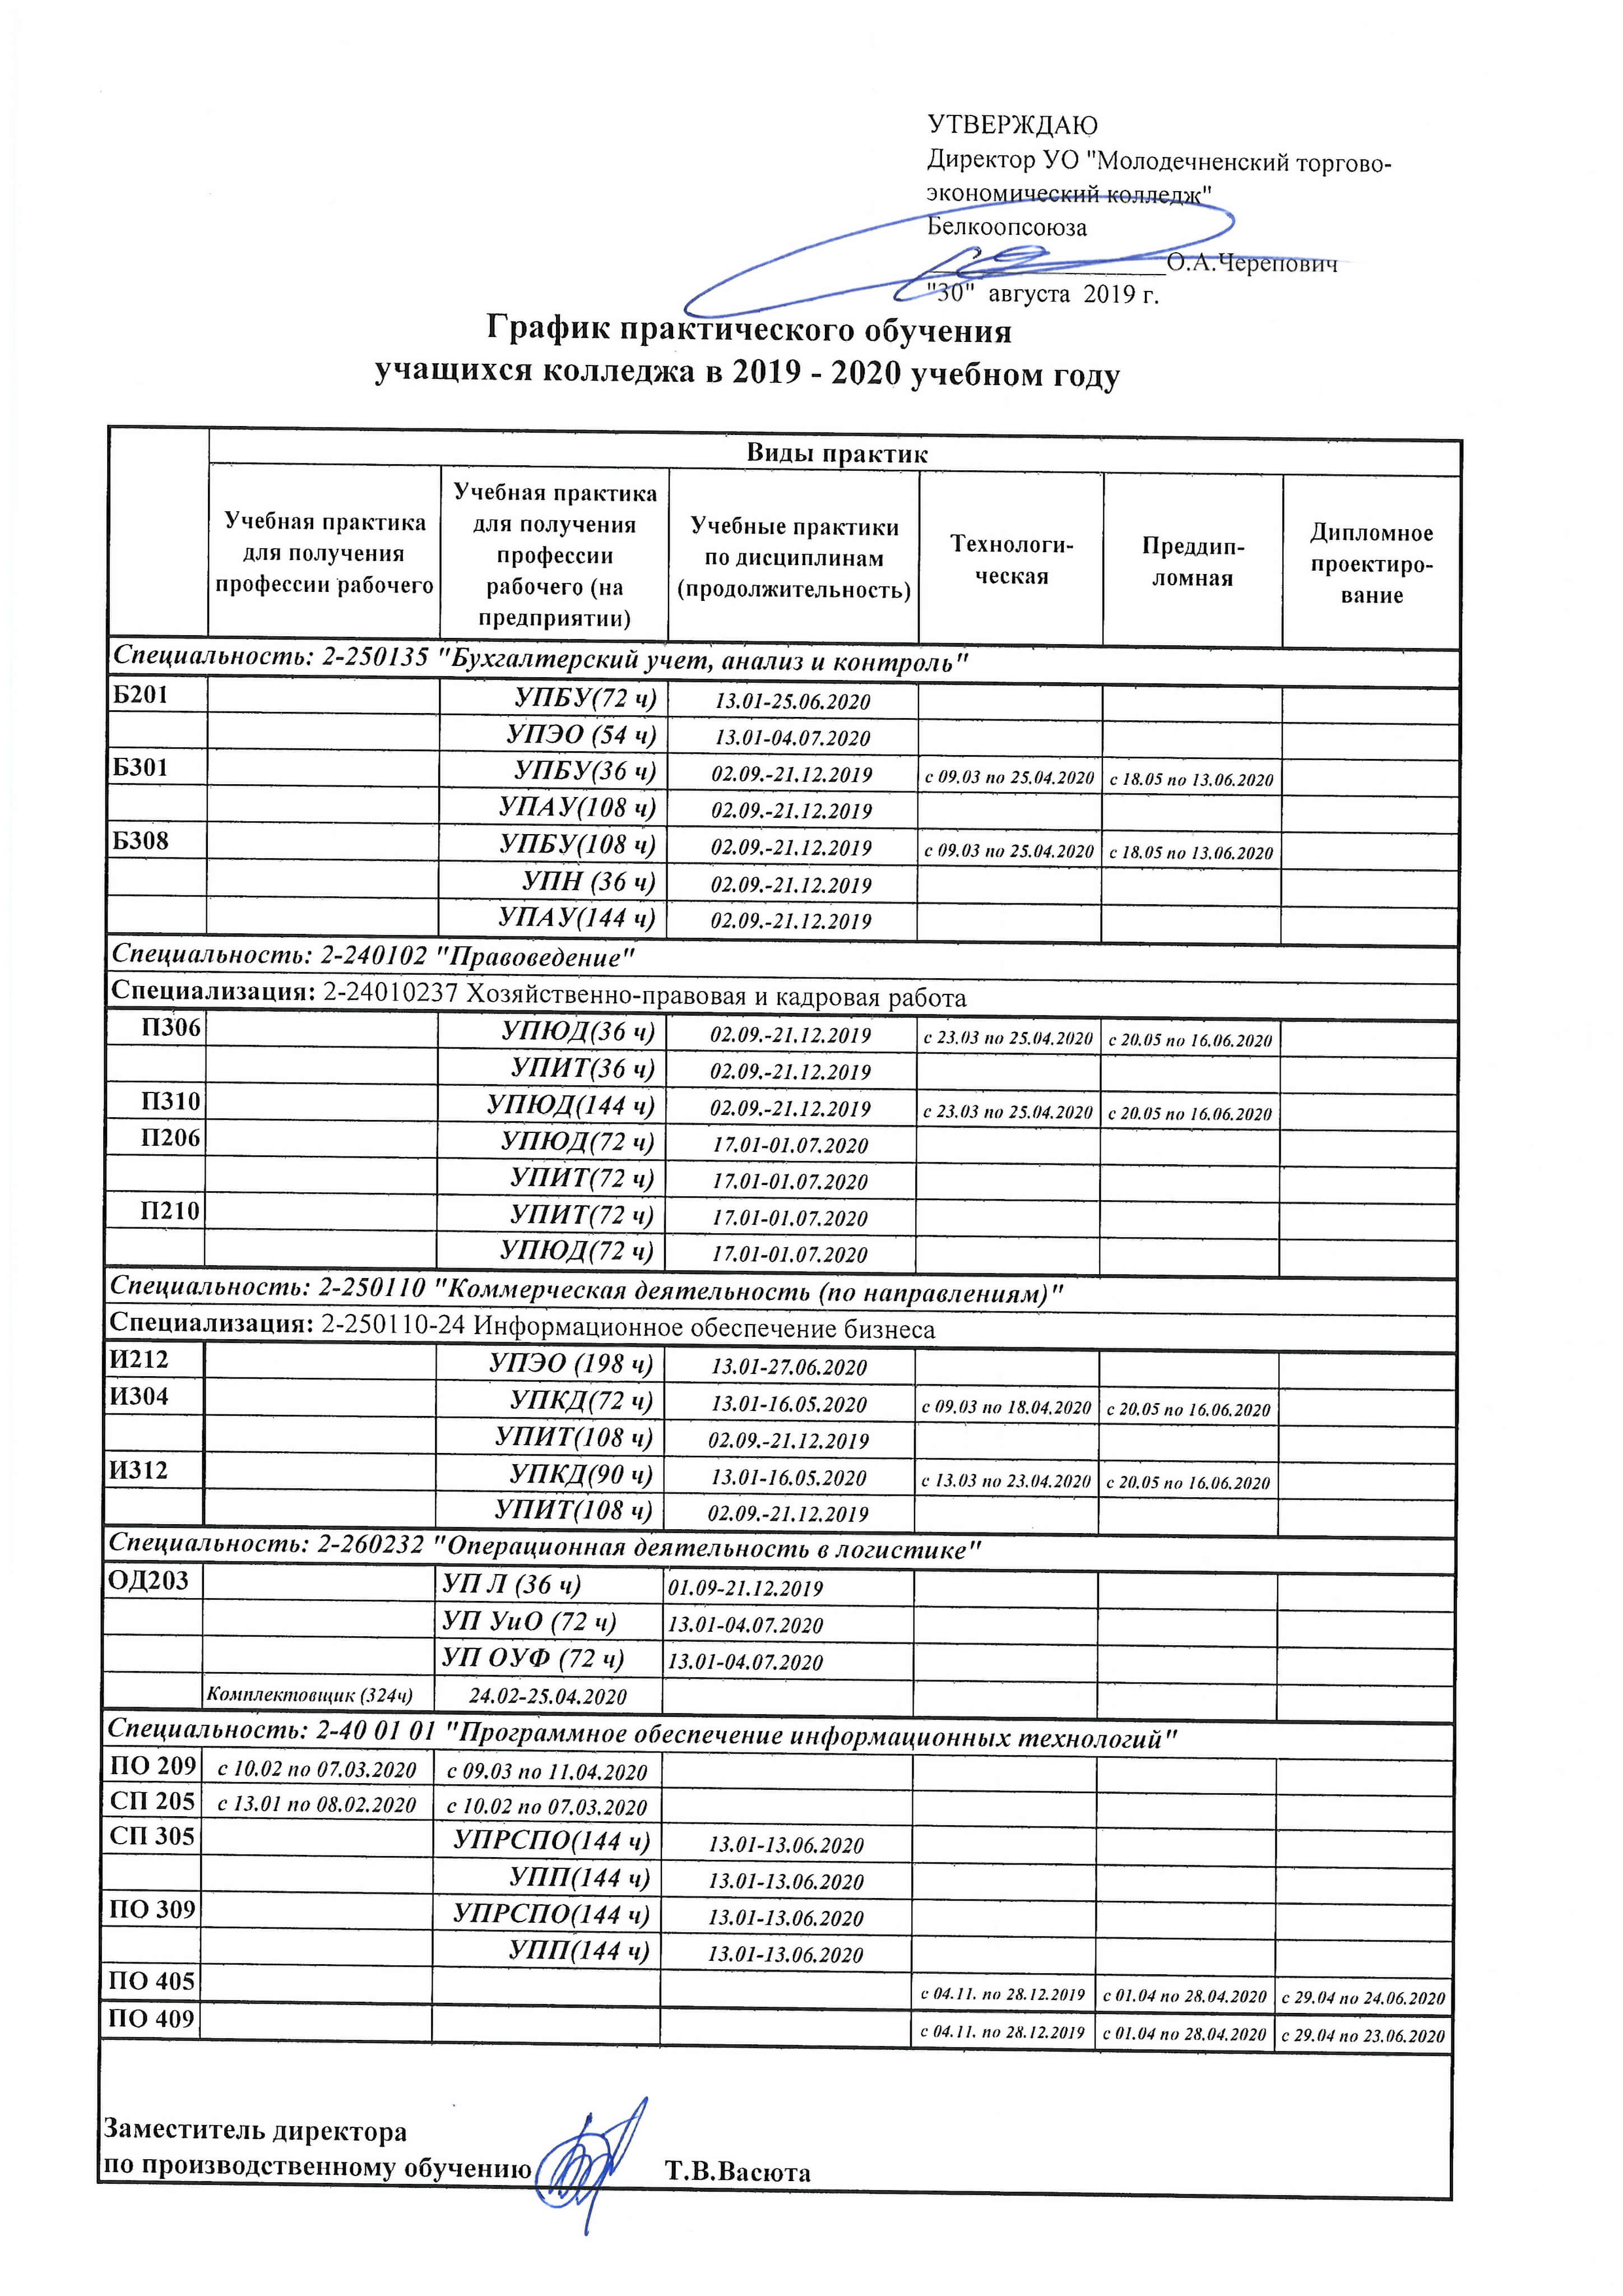 УТВЕРЖДАЮ
Директор УО "Молодечненский торгово-
экономический колледж"
Белкоопсоюза
О.А.Черепович
"30" августа 2019 г.
График практического обучения
учащихся колледжа в 2019 - 2020 учебном году
Виды практик
Учебная практика для получения профессии рабочего
Учебная практика для получения профессии рабочего (на предприятии)
Учебные практики по дисциплинам (продолжительность)
Технологи-ческая
Преддип-ломная
Дипломное проектиро-вание
Специальность: 2-250135 "Бухгалтерский учет, анализ и контроль"
Б201 УПБУ(72 ч) 13.01-25.06.2020
УПЭО (54 ч) 13.01-04.07.2020
Б301 УПБУ(36 ч) 02.09.-21.12.2019 с 09.03 по 25.04.2020 с 18.05 по 13.06.2020
УПАУ(108 ч) 02.09.-21.12.2019
Б308 УПБУ(108 ч) 02.09.-21.12.2019 с 09.03 по 25.04.2020 с 18.05 по 13.06.2020
УПН (36 ч) 02.09.-21.12.2019
УПАУ(144 ч) 02.09.-21.12.2019
Специальность: 2-240102 "Правоведение"
Специализация: 2-24010237 Хозяйственно-правовая и кадровая работа
П306 УПЮД(36 ч) 02.09.-21.12.2019 с 23.03 по 25.04.2020 с 20.05 по 16.06.2020
УПИТ(36 ч) 02.09.-21.12.2019
П310 УПЮД(144 ч) 02.09.-21.12.2019 с 23.03 по 25.04.2020 с 20.05 по 16.06.2020
П206 УПЮД(72 ч) 17.01-01.07.2020
УПИТ(72 ч) 17.01-01.07.2020
П210 УПИТ(72 ч) 17.01-01.07.2020
УПЮД(72 ч) 17.01-01.07.2020
Специальность: 2-250110 "Коммерческая деятельность (по направлениям)"
Специализация: 2-250110-24 Информационное обеспечение бизнеса
И212 УПЭО (198 ч) 13.01-27.06.2020
И304 УПКД(72 ч) 13.01-16.05.2020 с 09.03 по 18.04.2020 с 20.05 по 16.06.2020
УПИТ(108 ч) 02.09.-21.12.2019
И312 УПКД(90 ч) 13.01-16.05.2020 с 13.03 по 23.04.2020 с 20.05 по 16.06.2020
УПИТ(108 ч) 02.09.-21.12.2019
Специальность: 2-260232 "Операционная деятельность в логистике"
ОД203 УП Л (36 ч) 01.09-21.12.2019
УП УиО (72 ч) 13.01-04.07.2020
УП ОУФ (72 ч) 13.01-04.07.2020
Комплектовщик (324ч) 24.02-25.04.2020
Специальность: 2-40 01 01 "Программное обеспечение информационных технологий"
ПО 209 с 10.02 по 07.03.2020 с 09.03 по 11.04.2020
СП 205 с 13.01 по 08.02.2020 с 10.02 по 07.03.2020
СП 305 УПРСПО(144 ч) 13.01-13.06.2020
УПП(144 ч) 13.01-13.06.2020
ПО 309 УПРСПО(144 ч) 13.01-13.06.2020
УПП(144 ч) 13.01-13.06.2020
ПО 405 с 04.11. по 28.12.2019 с 01.04 по 28.04.2020 с 29.04 по 24.06.2020
ПО 409 с 04.11. по 28.12.2019 с 01.04 по 28.04.2020 с 29.04 по 23.06.2020
Заместитель директора
по производственному обучению Т.В.Васюта